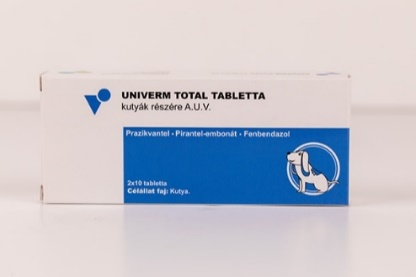 UNIVERM TOTAL TABLETTA
kutyák részére A.U.V.
Prazikvantel - Pirantel-embonát - Fenbendazol
2x10 tabletta
Célállat faj: Kutya.